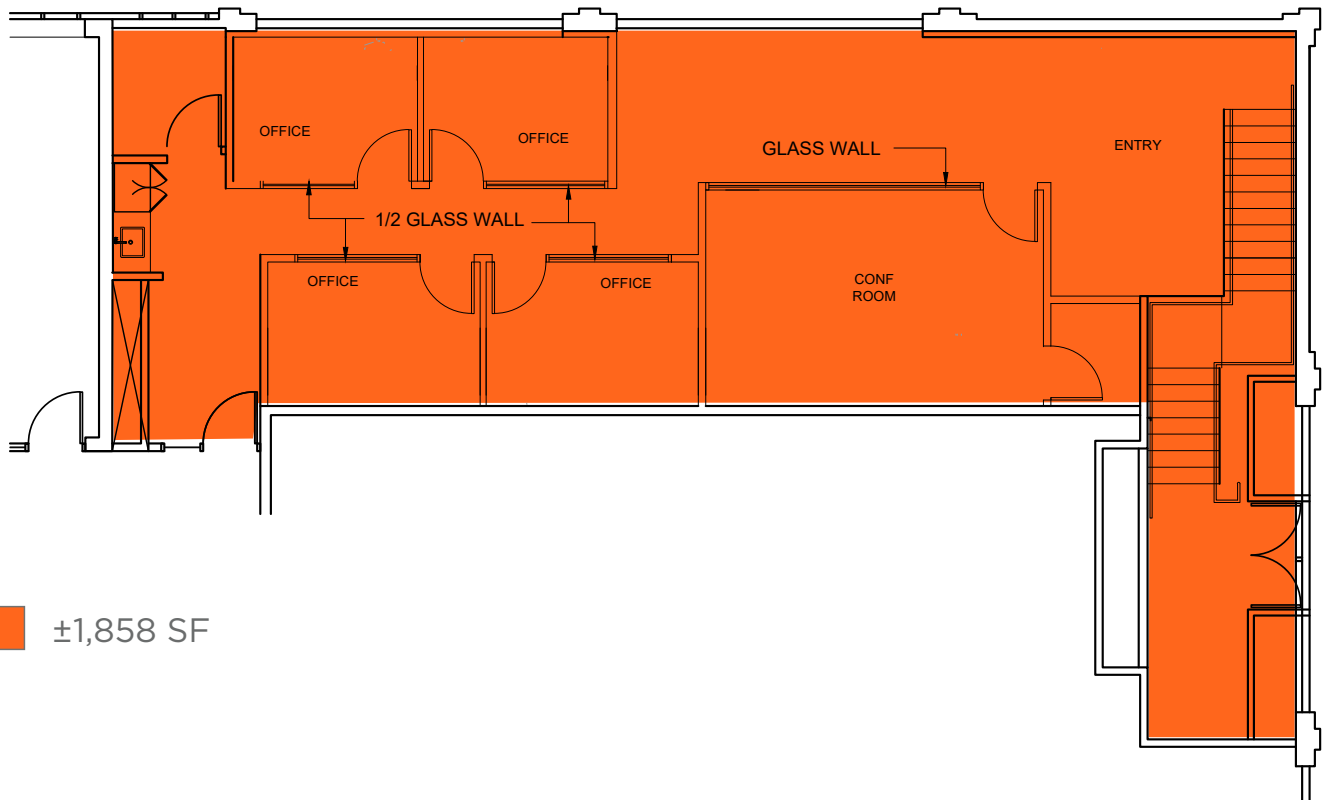 OFFICE
OFFICE
GLASS WALL
ENTRY
1/2 GLASS WALL
OFFICE
OFFICE
CONF
ROOM
±1,858 SF